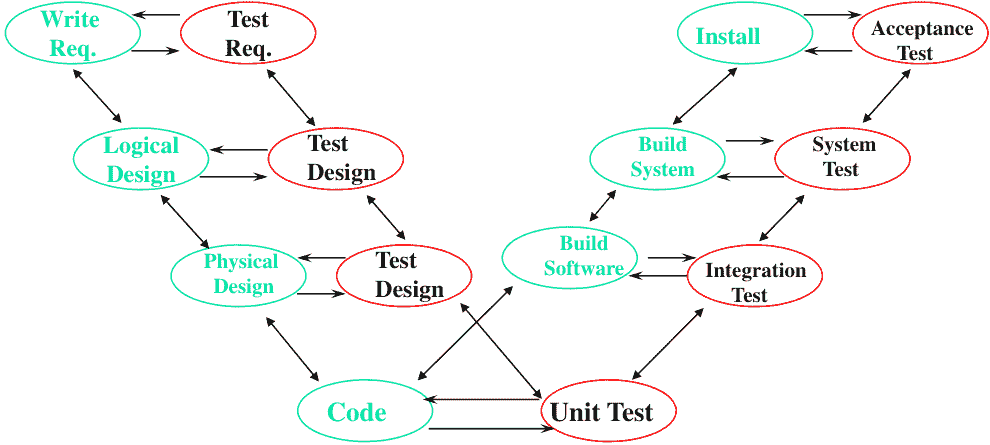 Write
Req.
Test
Req.
Install
Acceptance
Test
Logical
Design
Test
Design
Build
System
System
Test
Physical
Design
Test
Design
Build
Software
Integration
Test
Code
Unit Test